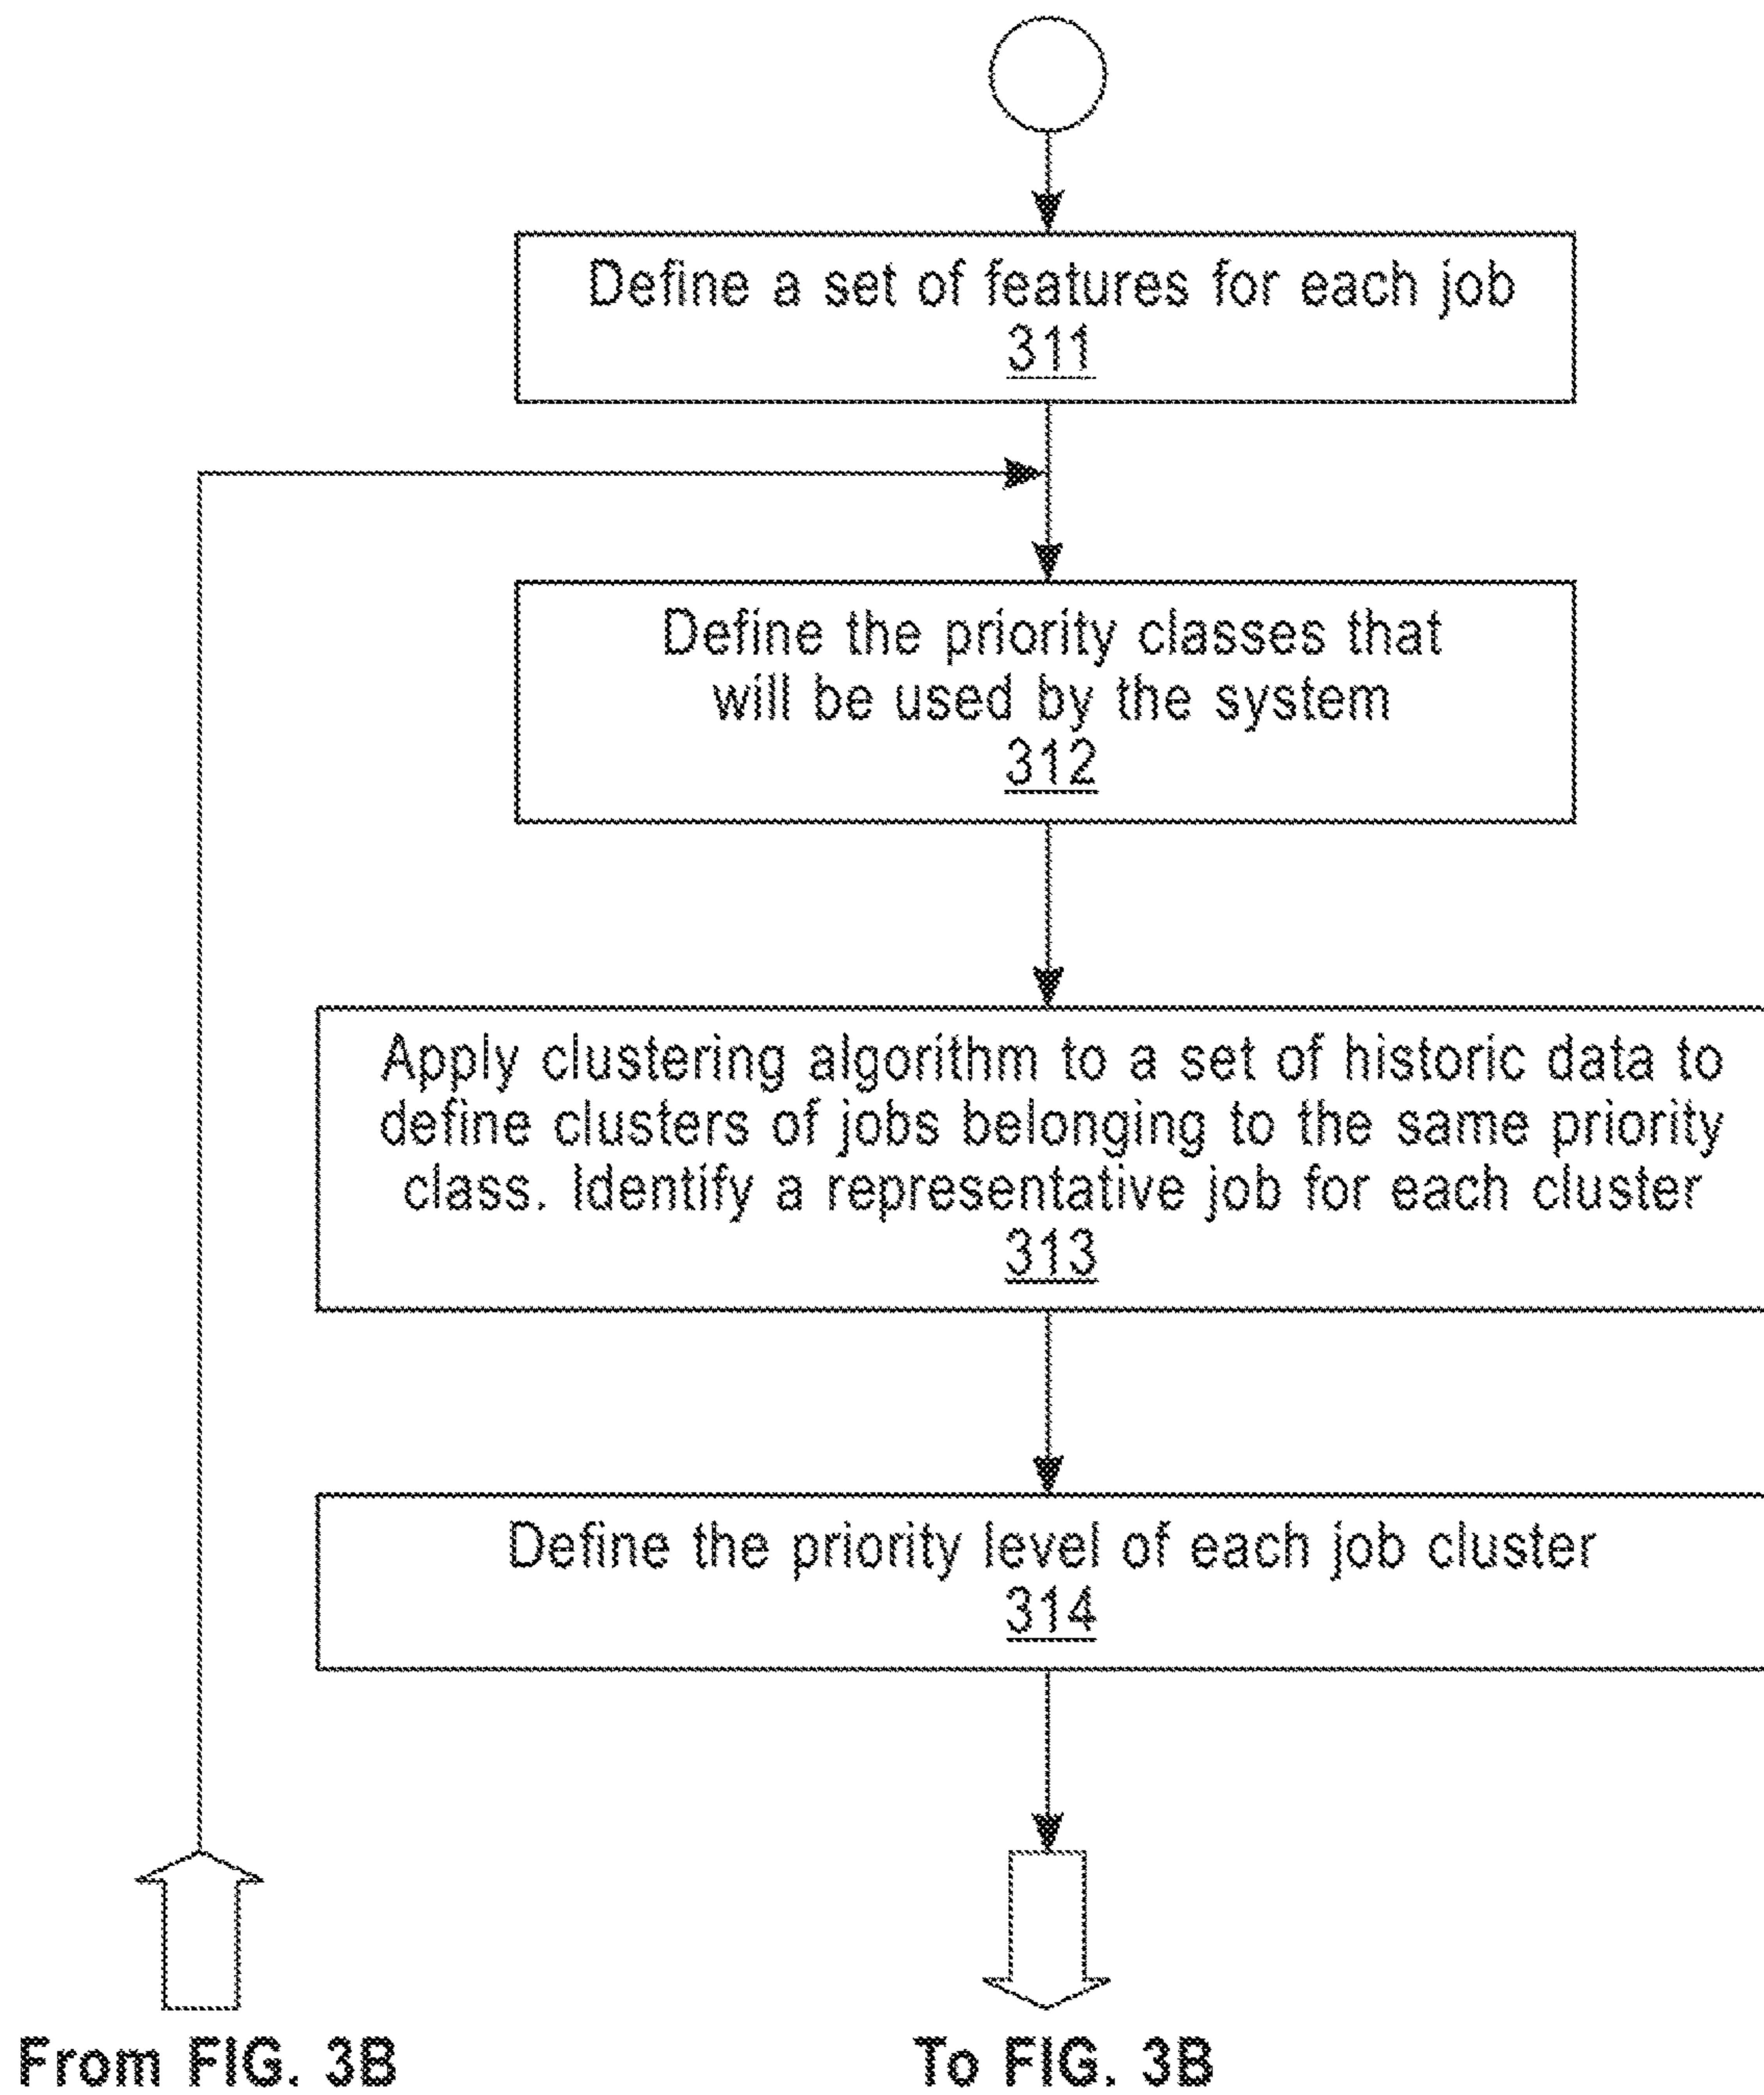 Define a set of features for each job
311
Define the priority classes that
will be used by the system
312
Apply clustering algorithm to a set of historic data to
define clusters of jobs belonging to the same priority
class. Identify a representative job for each cluster
313
Define the priority level of each job cluster
314
From FIG. 3B
To FIG. 3B